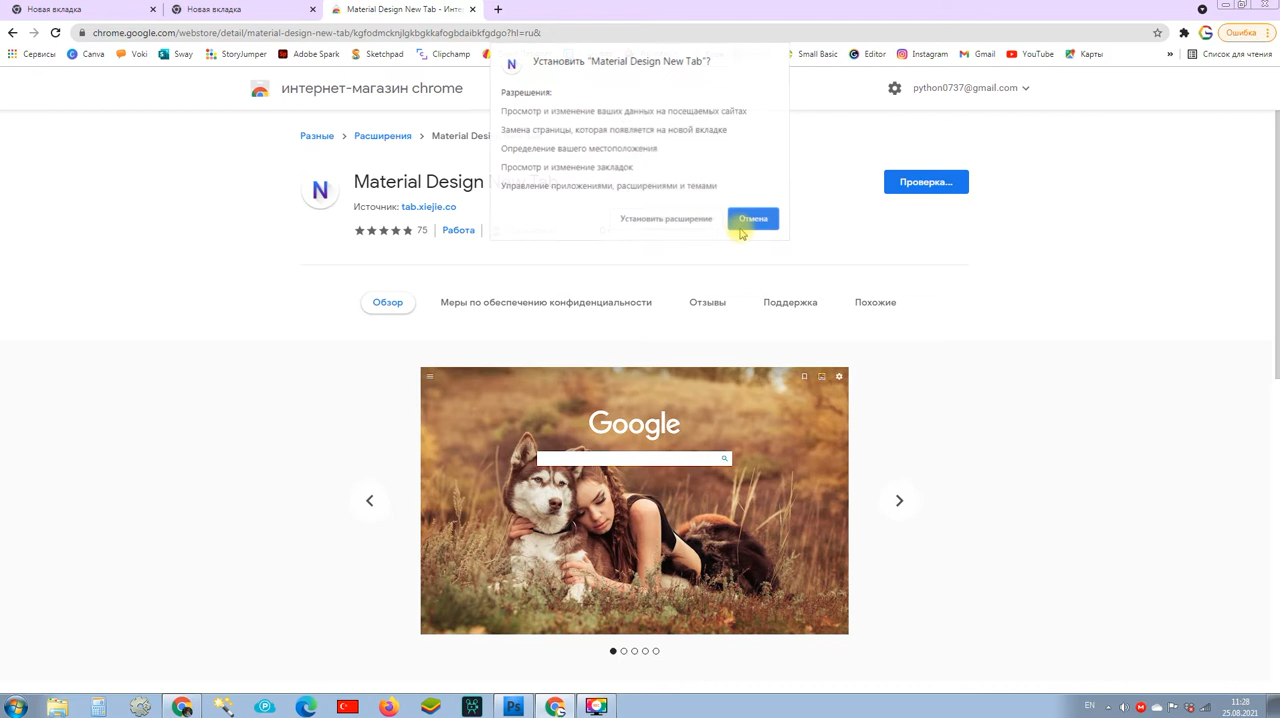 Новая вкладка
Новая вкладка
Material Design New Tab - Инте
chrome.google.com/webstore/detail/material-design-new-tab/kgfodmcknjlgkbgkkafogbdaibkfgdgo?hl=ru&
Ошибка
Сервисы
Canva
Voki
Sway
StoryJumper
Adobe Spark
Sketchpad
Clipchamp
Small Basic
Editor
Instagram
Gmail
YouTube
Карты
»
Список для чтения
интернет-магазин chrome
python0737@gmail.com
Установить "Material Design New Tab"?
Разрешения:
Просмотр и изменение ваших данных на посещаемых сайтах
Замена страницы, которая появляется на новой вкладке
Определение вашего местоположения
Просмотр и изменение закладок
Управление приложениями, расширениями и темами
Установить расширение
Отмена
Разные
Расширения
Material Desi
Material Design New Tab
Проверка...
Источник: tab.xiejie.co
75
Работа
Обзор
Меры по обеспечению конфиденциальности
Отзывы
Поддержка
Похожие
Google
EN
11:28
25.08.2021